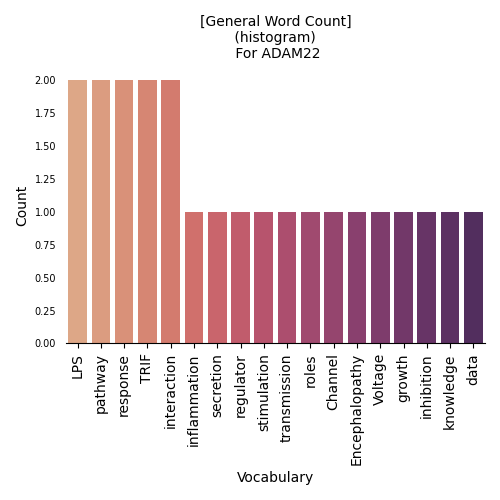 [General Word Count]
(histogram)
For ADAM22
Count
2.00
1.75
1.50
1.25
1.00
0.75
0.50
0.25
0.00
LPS
pathway
response
TRIF
interaction
inflammation
secretion
regulator
stimulation
transmission
roles
Channel
Encephalopathy
Voltage
growth
inhibition
knowledge
data
Vocabulary